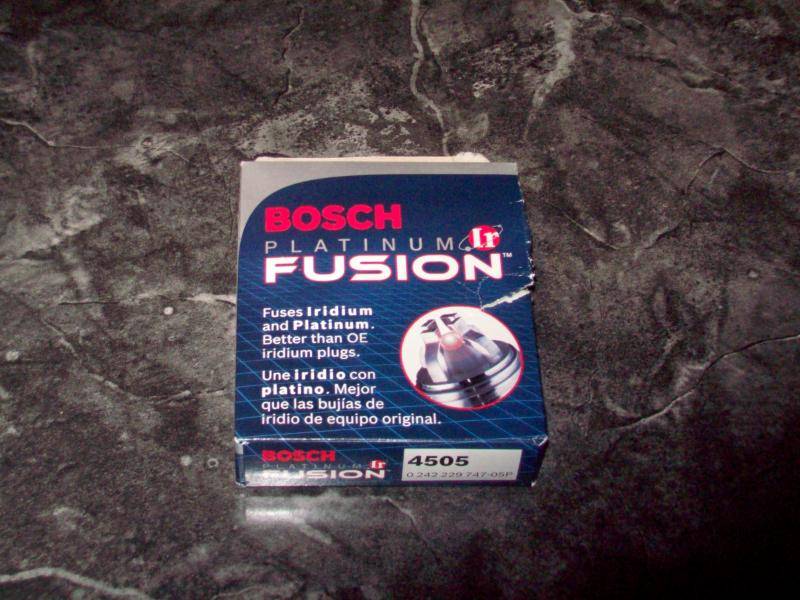 BOSCH
PLATINUM Ir
FUSION™
Fuses Iridium
and Platinum.
Better than OE
iridium plugs.
Une iridio con
platino. Mejor
que las bujías de
iridio de equipo original.
BOSCH
PLATINUM Ir
FUSION
4505
0 242 229 747-05P